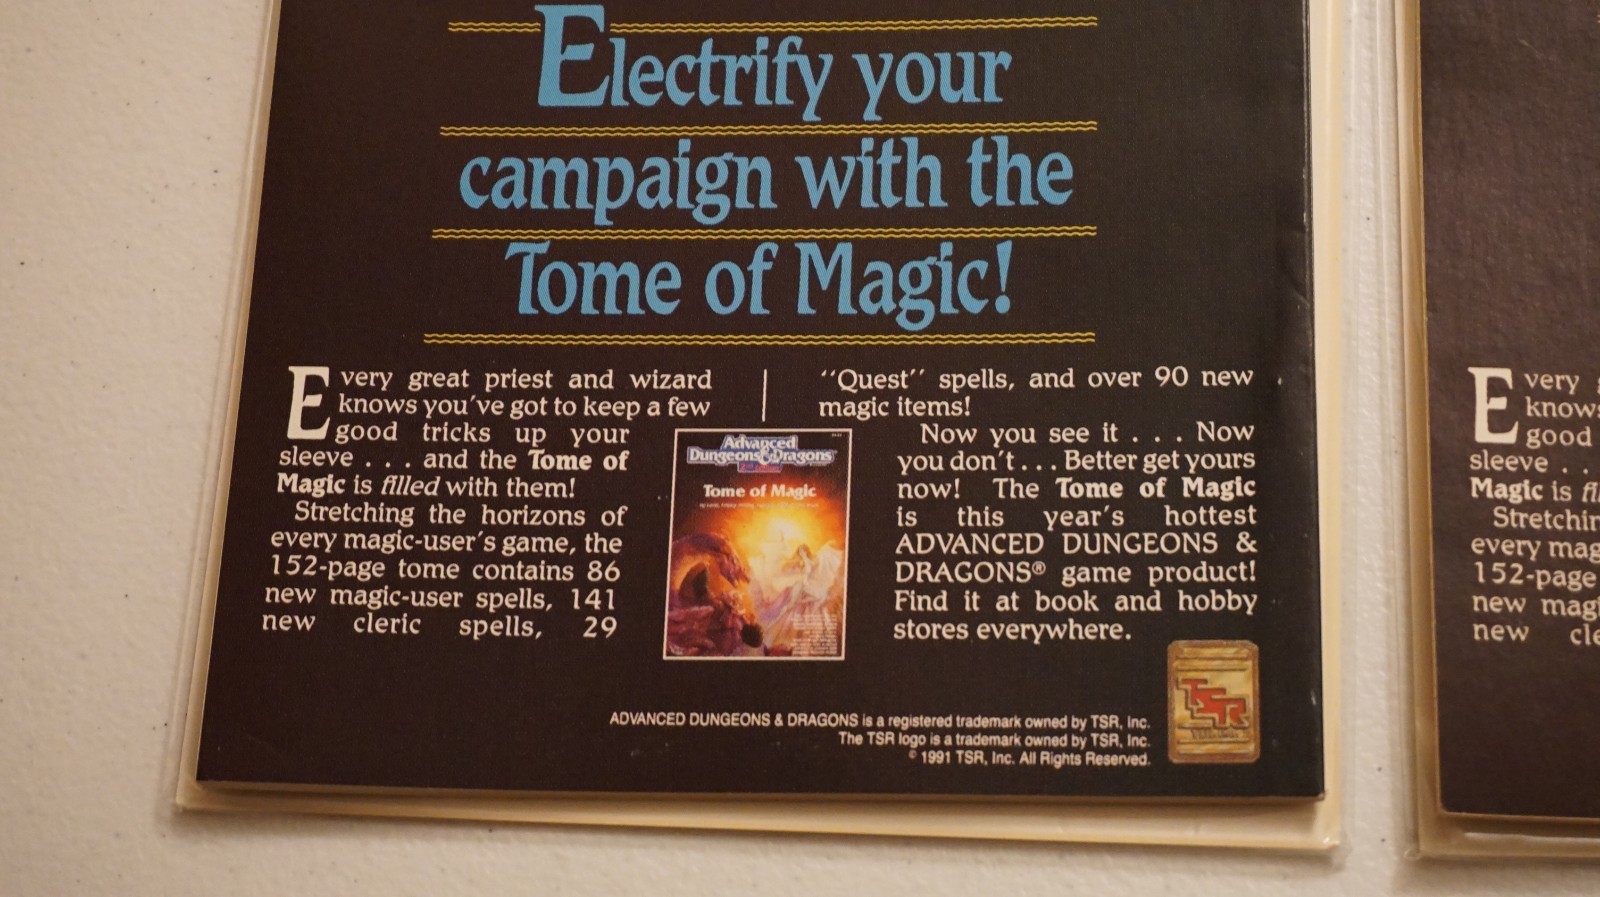 Electrify your
campaign with the
Tome of Magic!
Every great priest and wizard
knows you've got to keep a few
good tricks up your
sleeve . . . and the Tome of
Magic is filled with them!
Stretching the horizons of
every magic-user's game, the
152-page tome contains 86
new magic-user spells, 141
new cleric spells, 29
"Quest" spells, and over 90 new
magic items!
Now you see it . . . Now
you don't . . . Better get yours
now! The Tome of Magic
is this year's hottest
ADVANCED DUNGEONS &
DRAGONS® game product!
Find it at book and hobby
stores everywhere.
Advanced
Dungeons & Dragons
Tome of Magic
TSR
ADVANCED DUNGEONS & DRAGONS is a registered trademark owned by TSR, Inc.
The TSR logo is a trademark owned by TSR, Inc.
© 1991 TSR, Inc. All Rights Reserved.
Every
knows
good
sleeve . .
Magic is
every
152-page
new
new